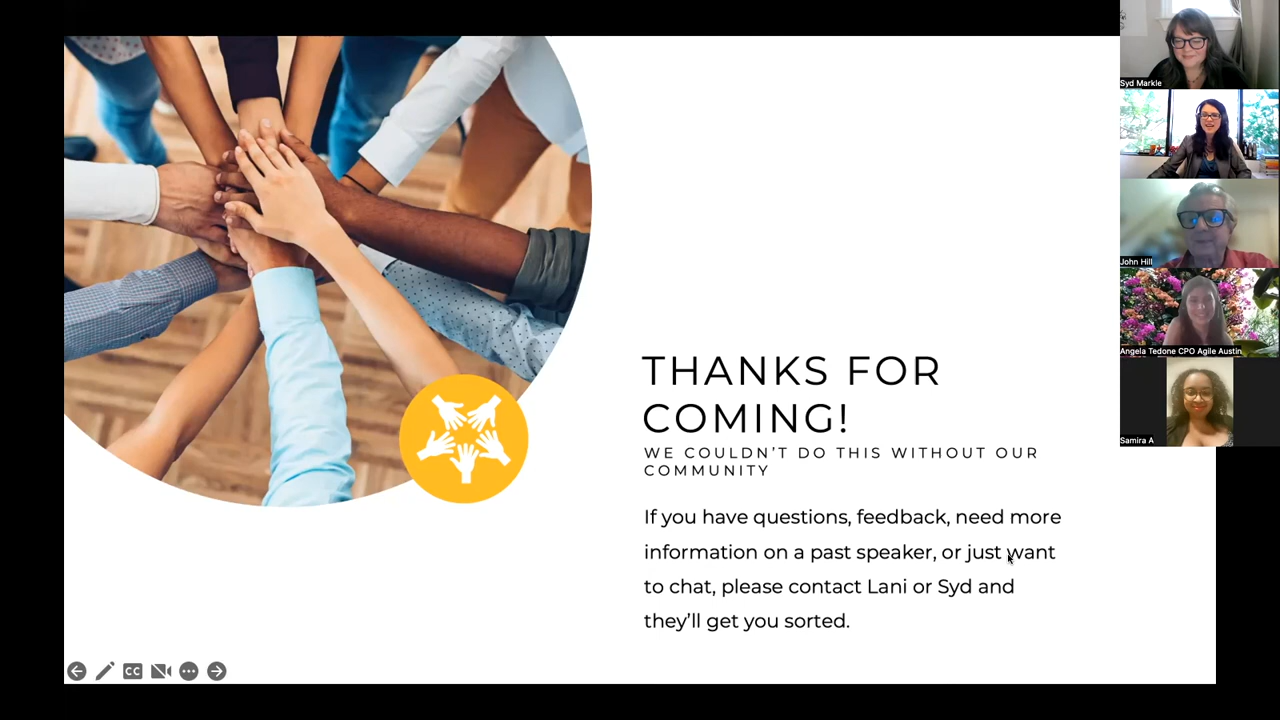 THANKS FOR
COMING!
WE COULDN'T DO THIS WITHOUT OUR
COMMUNITY
If you have questions, feedback, need more
information on a past speaker, or just want
to chat, please contact Lani or Syd and
they'll get you sorted.
CC
Syd Markle
John Hill
Angela Tedone CPO Agile Austin
Samira A